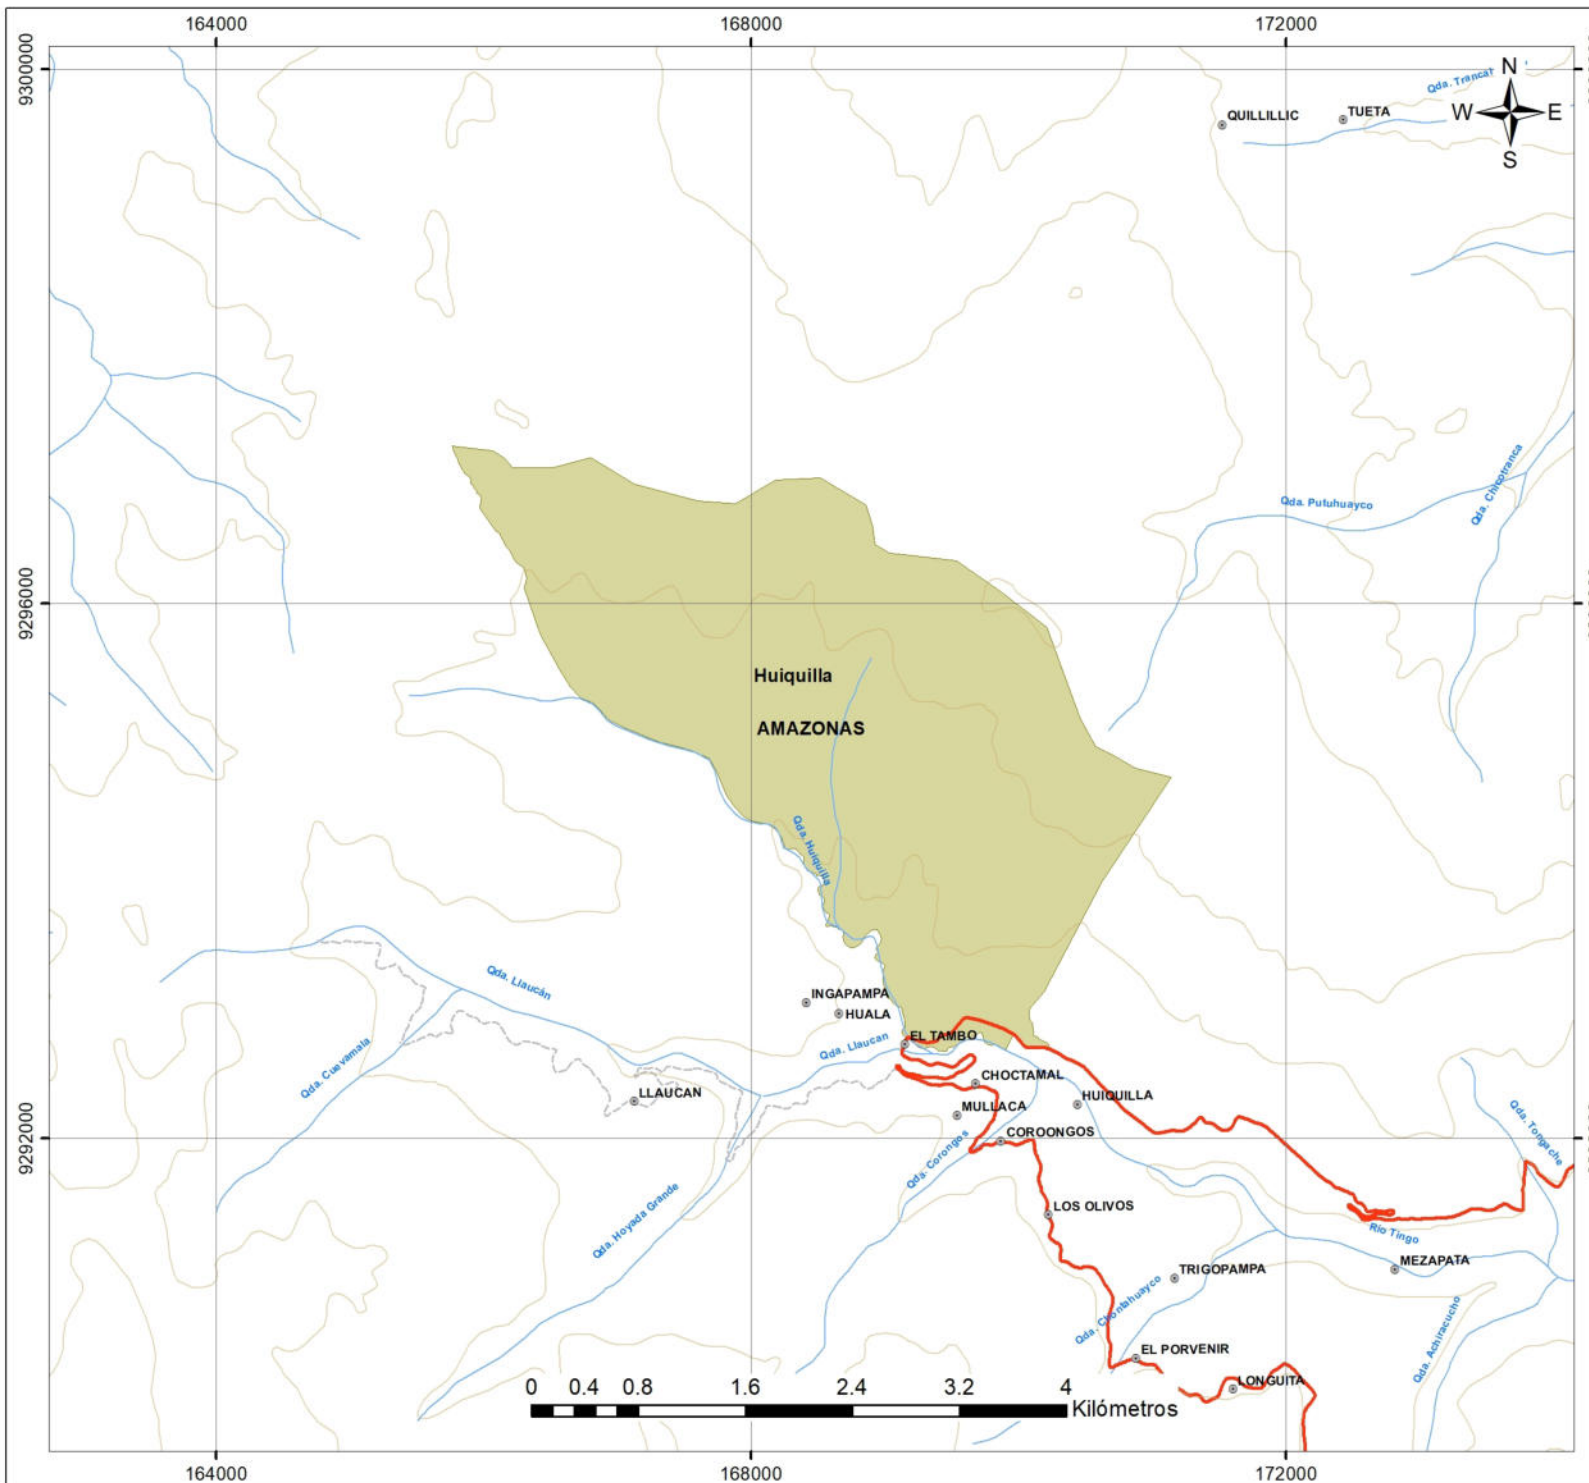 164000 168000 172000
9300000
N
W E
S
Qda.
QUILLILLIC
TUETA
Qda. Putuhuayco
Qda. Chicotranca
9296000
Huiquilla
AMAZONAS
Qda. Huiquilla
Qda. Llaucán
INGAPAMPA
HUALA
EL TAMBO
Qda. Llaucan
Qda. Cuevamala
LLAUCAN
CHOCTAMAL
MULLACA
HUIQUILLA
COROONGOS
Qda. Corongos
9292000
Qda. Tongache
Qda. Hoyada Grande
LOS OLIVOS
Río Tingo
MEZAPATA
TRIGOPAMPA
Qda. Chontahuayco
Qda. Achiracucho
EL PORVENIR
LONGUITA
0 0.4 0.8 1.6 2.4 3.2 4
Kilómetros
164000 168000 172000